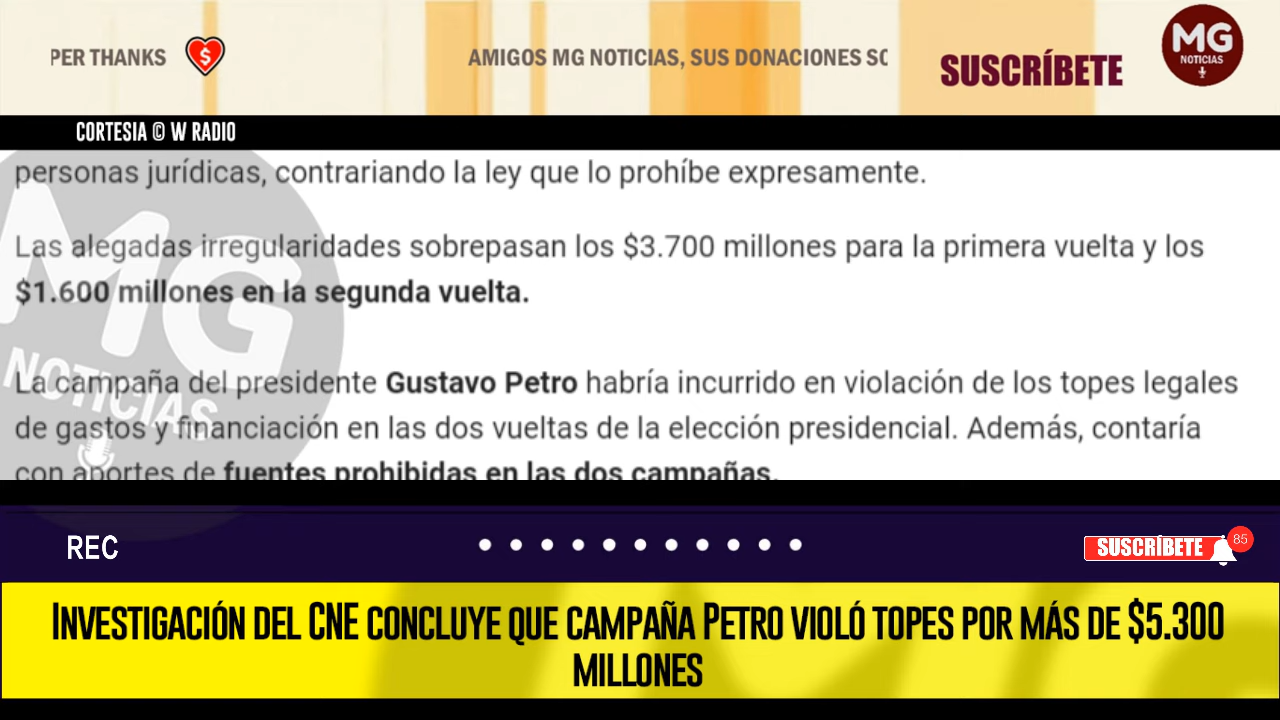 PER THANKS
AMIGOS MG NOTICIAS, SUS DONACIONES SO
SUSCRÍBETE
MG
NOTICIAS
CORTESIA © W RADIO
personas jurídicas, contrariando la ley que lo prohíbe expresamente.
Las alegadas irregularidades sobrepasan los $3.700 millones para la primera vuelta y los
$1.600 millones en la segunda vuelta.
La campaña del presidente Gustavo Petro habría incurrido en violación de los topes legales
de gastos y financiación en las dos vueltas de la elección presidencial. Además, contaría
con aportes de fuentes prohibidas en las dos campañas.
MG
NOTICIAS
REC
SUSCRÍBETE
85
INVESTIGACIÓN DEL CNE CONCLUYE QUE CAMPAÑA PETRO VIOLÓ TOPES POR MÁS DE $5.300
MILLONES